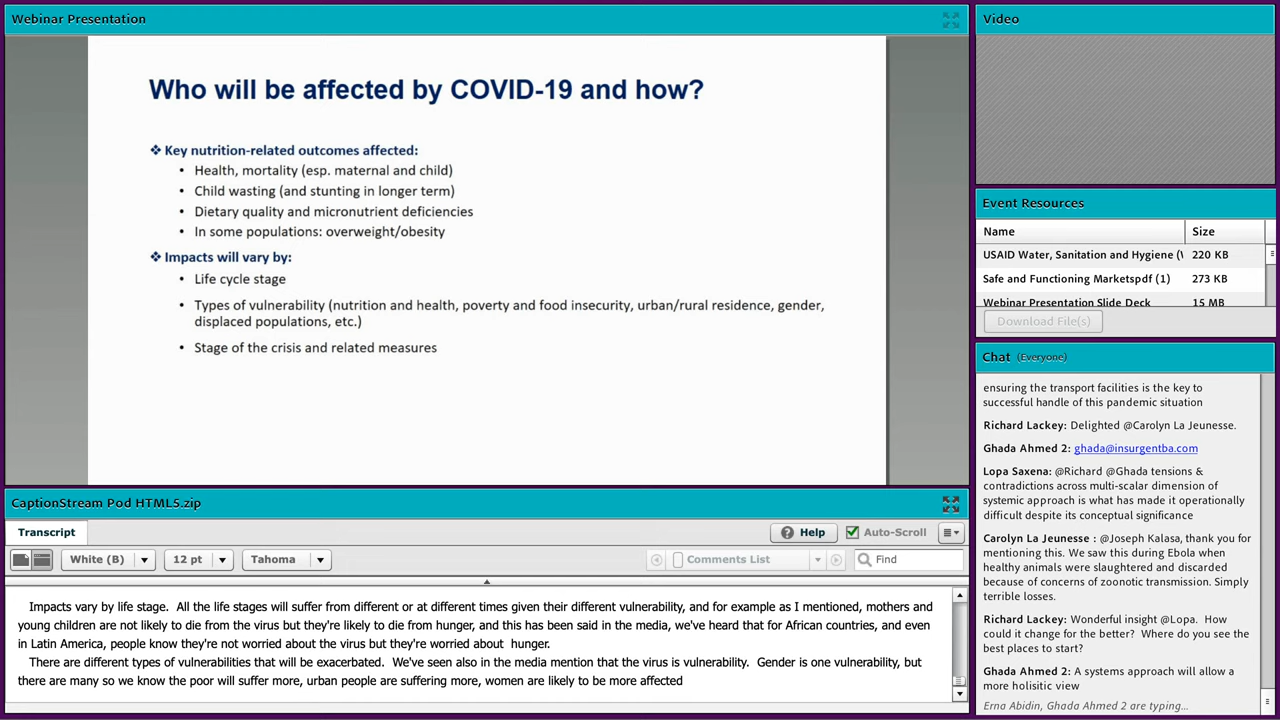 Webinar Presentation
Who will be affected by COVID-19 and how?
❖ Key nutrition-related outcomes affected:
• Health, mortality (esp. maternal and child)
• Child wasting (and stunting in longer term)
• Dietary quality and micronutrient deficiencies
• In some populations: overweight/obesity
❖ Impacts will vary by:
• Life cycle stage
• Types of vulnerability (nutrition and health, poverty and food insecurity, urban/rural residence, gender,
displaced populations, etc.)
• Stage of the crisis and related measures
CaptionStream Pod HTML5.zip
Transcript
Help
Auto-Scroll
White (B)
12 pt
Tahoma
Comments List
Find
Impacts vary by life stage. All the life stages will suffer from different or at different times given their different vulnerability, and for example as I mentioned, mothers and
young children are not likely to die from the virus but they're likely to die from hunger, and this has been said in the media, we've heard that for African countries, and even
in Latin America, people know they're not worried about the virus but they're worried about hunger.
There are different types of vulnerabilities that will be exacerbated. We've seen also in the media mention that the virus is vulnerability. Gender is one vulnerability, but
there are many so we know the poor will suffer more, urban people are suffering more, women are likely to be more affected
Video
Event Resources
Name Size
USAID Water, Sanitation and Hygiene (\ 220 KB
Safe and Functioning Marketspdf (1) 273 KB
Webinar Presentation Slide Deck 15 MB
Download File(s)
Chat (Everyone)
ensuring the transport facilities is the key to
successful handle of this pandemic situation
Richard Lackey: Delighted @Carolyn La Jeunesse.
Ghada Ahmed 2: ghada@insurgentba.com
Lopa Saxena: @Richard @Ghada tensions &
contradictions across multi-scalar dimension of
systemic approach is what has made it operationally
difficult despite its conceptual significance
Carolyn La Jeunesse : @Joseph Kalasa, thank you for
mentioning this. We saw this during Ebola when
healthy animals were slaughtered and discarded
because of concerns of zoonotic transmission. Simply
terrible losses.
Richard Lackey: Wonderful insight @Lopa. How
could it change for the better? Where do you see the
best places to start?
Ghada Ahmed 2: A systems approach will allow a
more holisitic view
Erna Abidin, Ghada Ahmed 2 are typing...